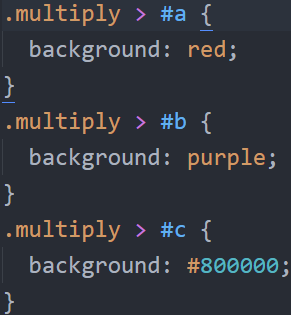 .multiply > #a {
  background: red;
}
.multiply > #b {
  background: purple;
}
.multiply > #c {
  background: #800000;
}